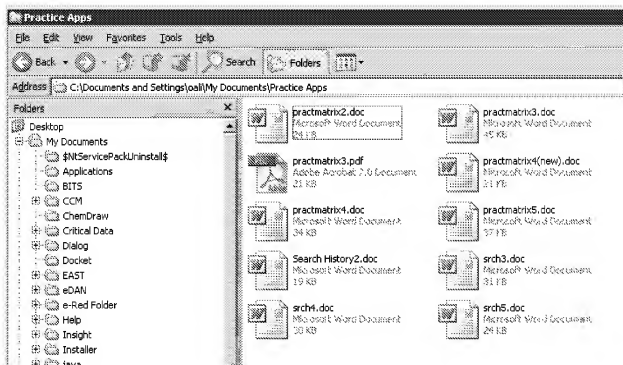 Practice Apps
File Edit View Favorites Tools Help
Back Search Folders
Address C:\Documents and Settings\oali\My Documents\Practice Apps
Folders
Desktop
My Documents
$NtServicePackUninstall$
Applications
BITS
CCM
ChemDraw
Critical Data
Dialog
Docket
EAST
eDAN
e-Red Folder
Help
Insight
Installer
java
practmatrix2.doc
Microsoft Word Document
24 KB
practmatrix3.doc
Microsoft Word Document
45 KB
practmatrix3.pdf
Adobe Acrobat 7.0 Document
21 KB
practmatrix4(new).doc
Microsoft Word Document
31 KB
practmatrix4.doc
Microsoft Word Document
34 KB
practmatrix5.doc
Microsoft Word Document
37 KB
Search History2.doc
Microsoft Word Document
19 KB
srch3.doc
Microsoft Word Document
31 KB
srch4.doc
Microsoft Word Document
30 KB
srch5.doc
Microsoft Word Document
24 KB